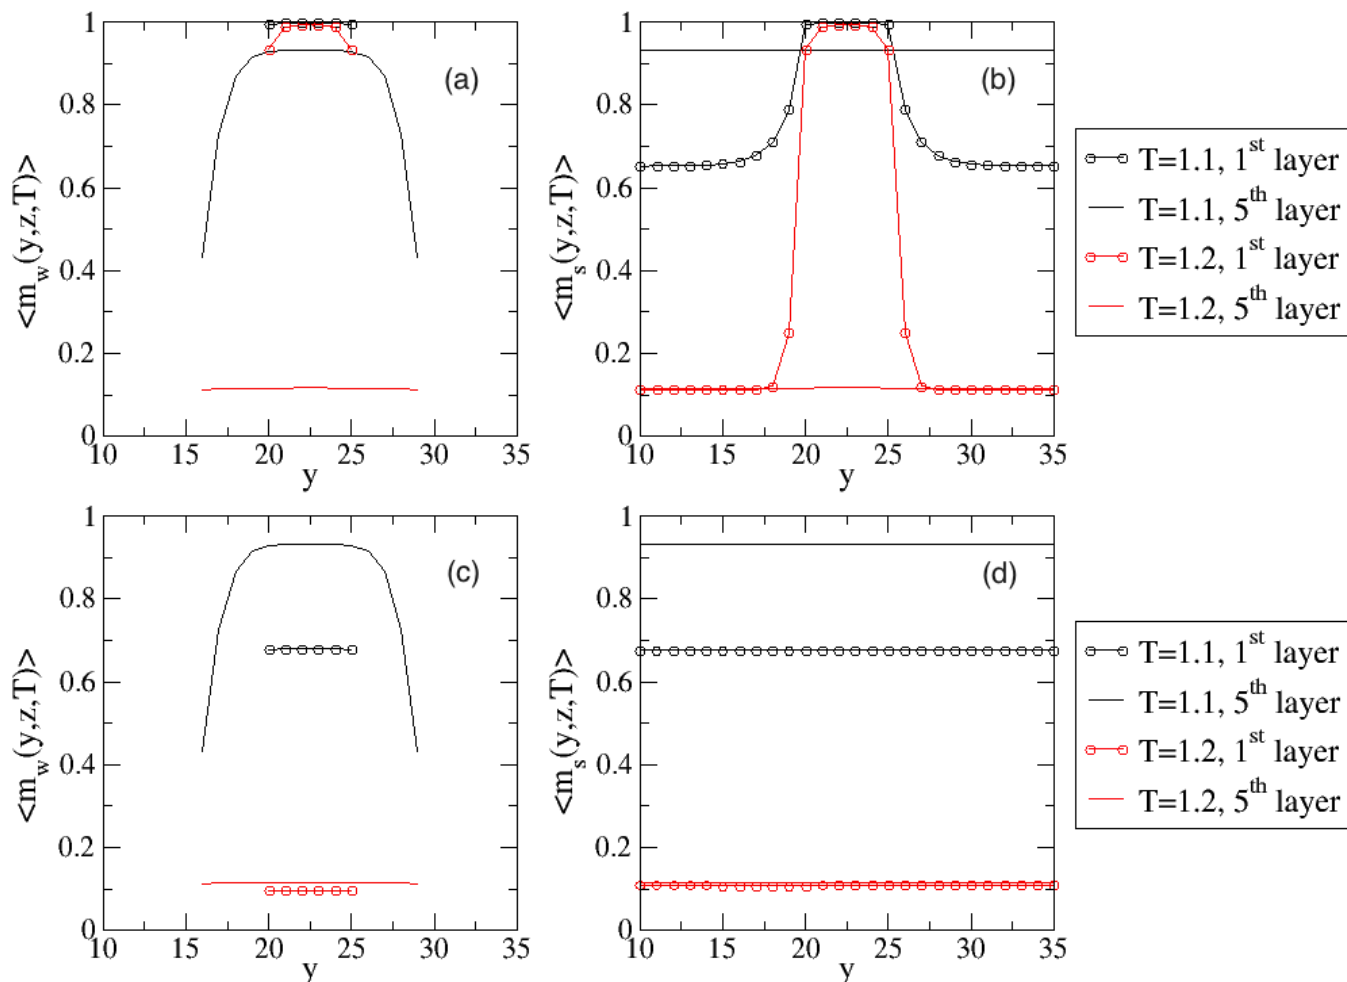 1
0.8
0.6
0.4
0.2
0
10 15 20 25 30 35
y
<m_w(y,z,T)>
(a)
1
0.8
0.6
0.4
0.2
0
10 15 20 25 30 35
y
<m_s(y,z,T)>
(b)
T=1.1, 1st layer
T=1.1, 5th layer
T=1.2, 1st layer
T=1.2, 5th layer
1
0.8
0.6
0.4
0.2
0
10 15 20 25 30 35
y
<m_w(y,z,T)>
(c)
1
0.8
0.6
0.4
0.2
0
10 15 20 25 30 35
y
<m_s(y,z,T)>
(d)
T=1.1, 1st layer
T=1.1, 5th layer
T=1.2, 1st layer
T=1.2, 5th layer